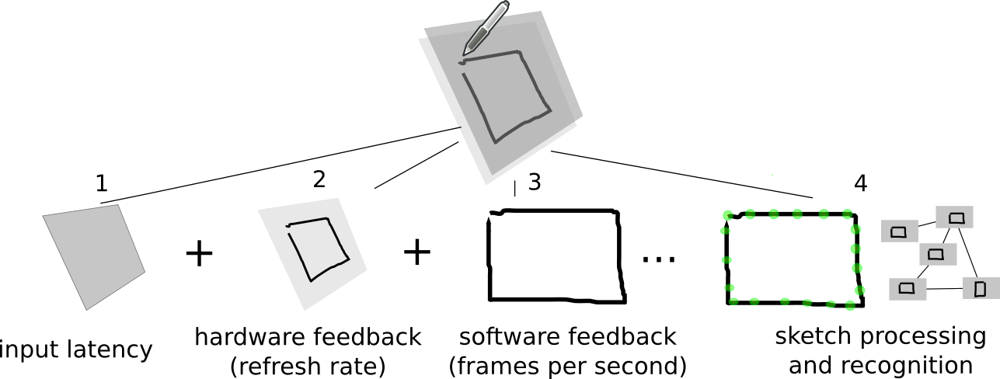 1
2
3
4
+
+
...
input latency
hardware feedback
(refresh rate)
software feedback
(frames per second)
sketch processing
and recognition